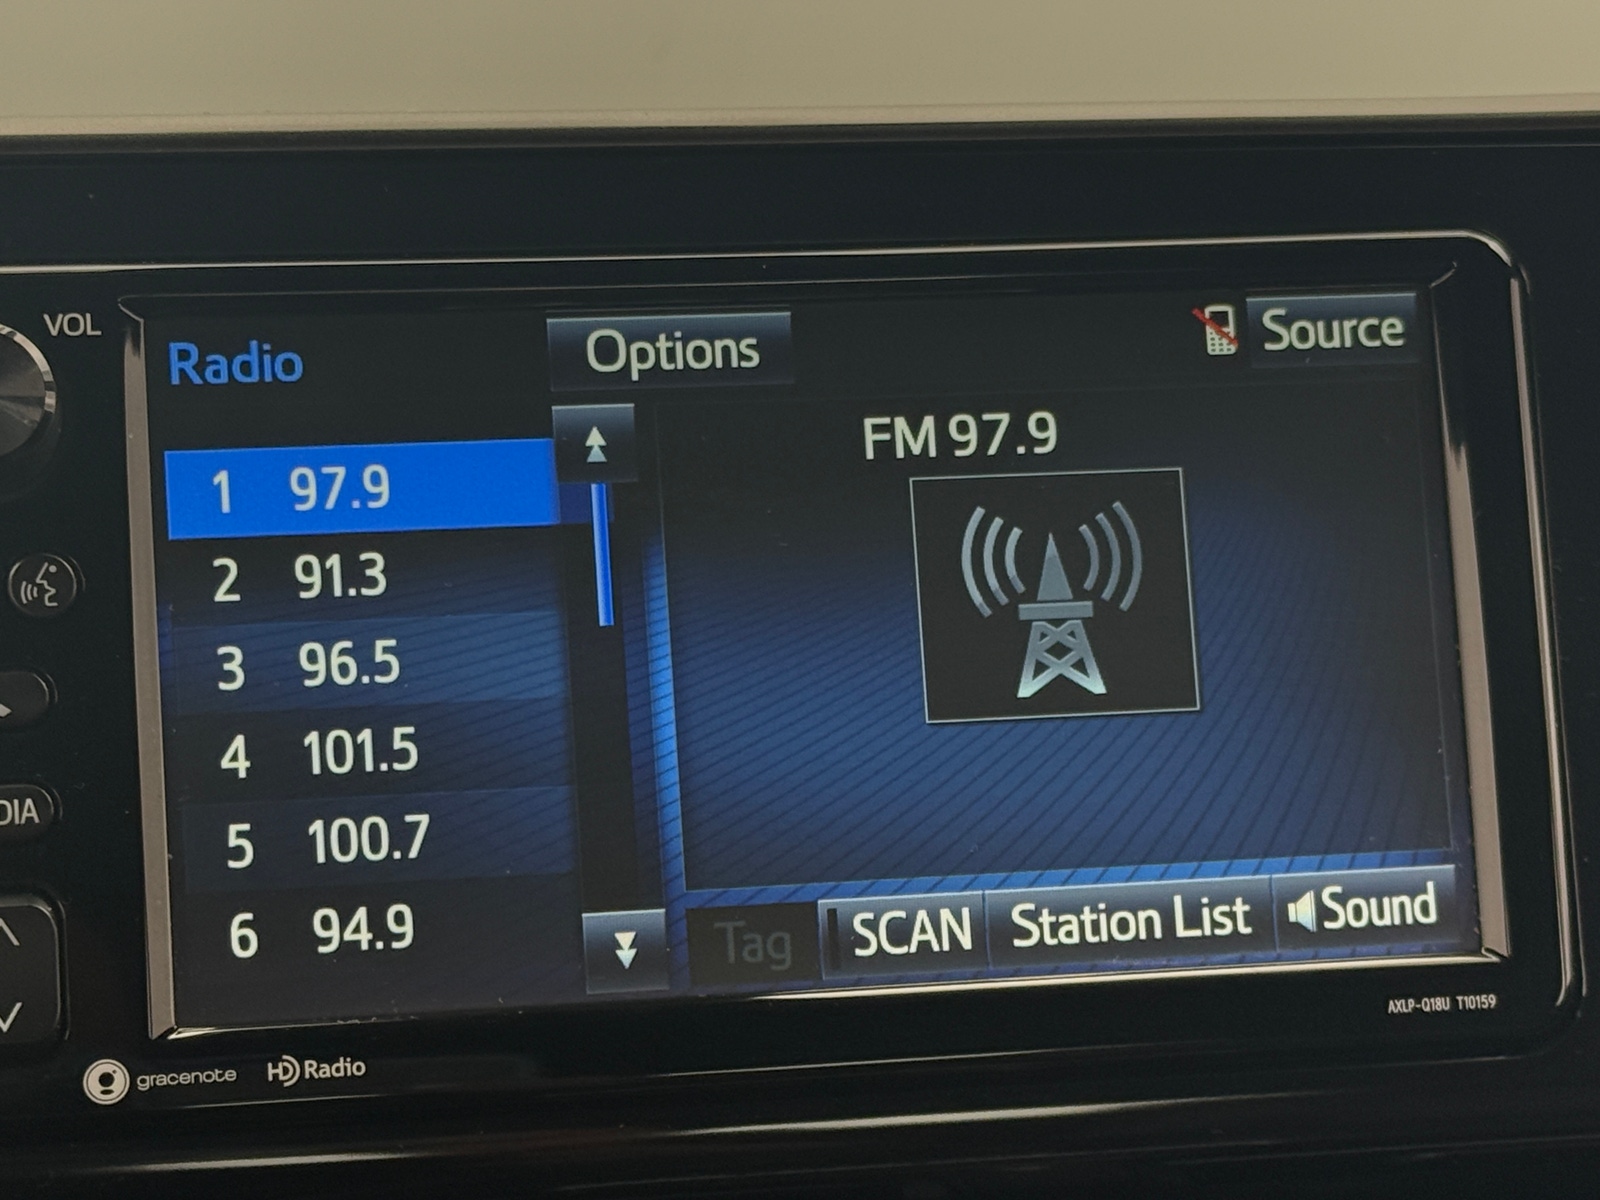 VOL
Radio
Options
Source
FM 97.9
1 97.9
2 91.3
3 96.5
4 101.5
5 100.7
6 94.9
DIA
Tag
SCAN
Station List
Sound
AXLP-Q18U T10159
gracenote
HD Radio